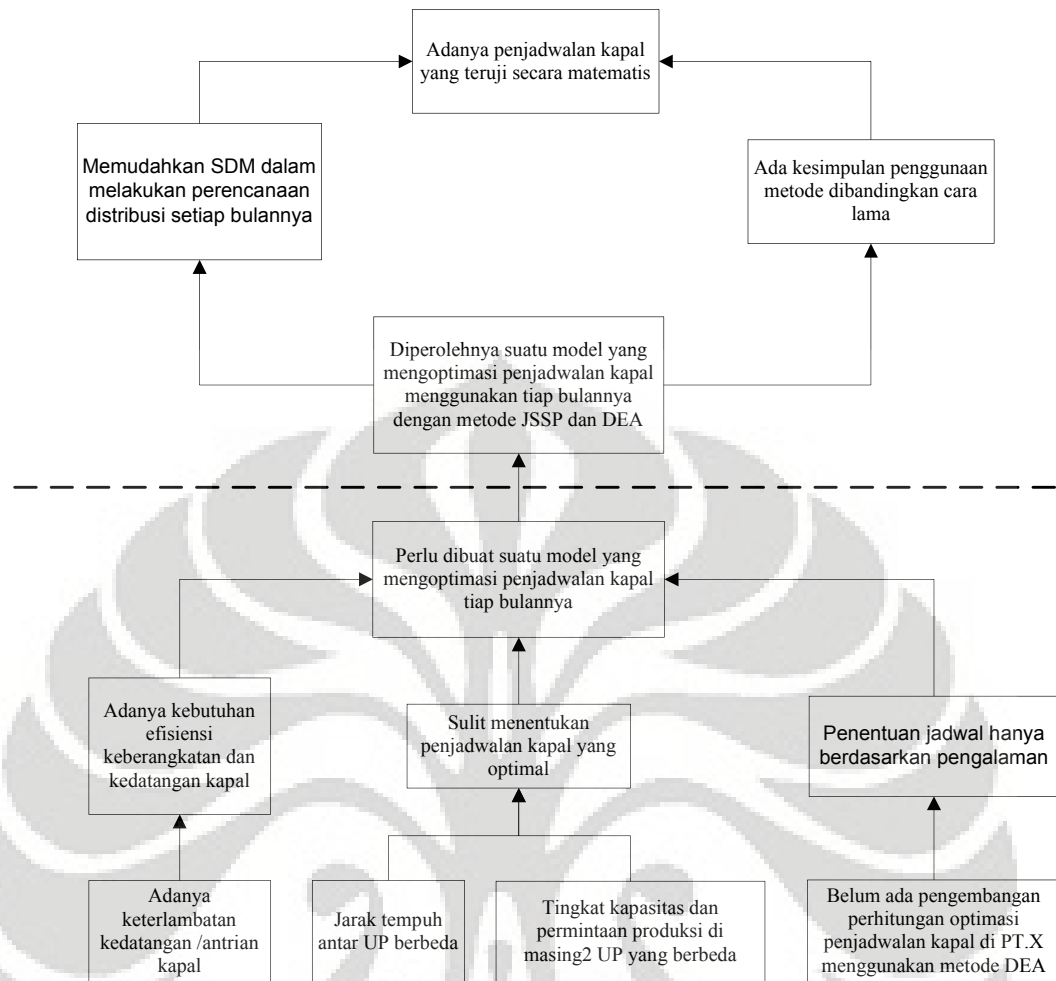 Adanya penjadwalan kapal
yang teruji secara matematis
Memudahkan SDM dalam
melakukan perencanaan
distribusi setiap bulannya
Ada kesimpulan penggunaan
metode dibandingkan cara
lama
Diperolehnya suatu model yang
mengoptimasi penjadwalan kapal
menggunakan tiap bulannya
dengan metode JSSP dan DEA
Perlu dibuat suatu model yang
mengoptimasi penjadwalan kapal
tiap bulannya
Adanya kebutuhan
efisiensi
keberangkatan dan
kedatangan kapal
Sulit menentukan
penjadwalan kapal yang
optimal
Penentuan jadwal hanya
berdasarkan pengalaman
Adanya
keterlambatan
kedatangan /antrian
kapal
Jarak tempuh
antar UP berbeda
Tingkat kapasitas dan
permintaan produksi di
masing2 UP yang berbeda
Belum ada pengembangan
perhitungan optimasi
penjadwalan kapal di PT.X
menggunakan metode DEA